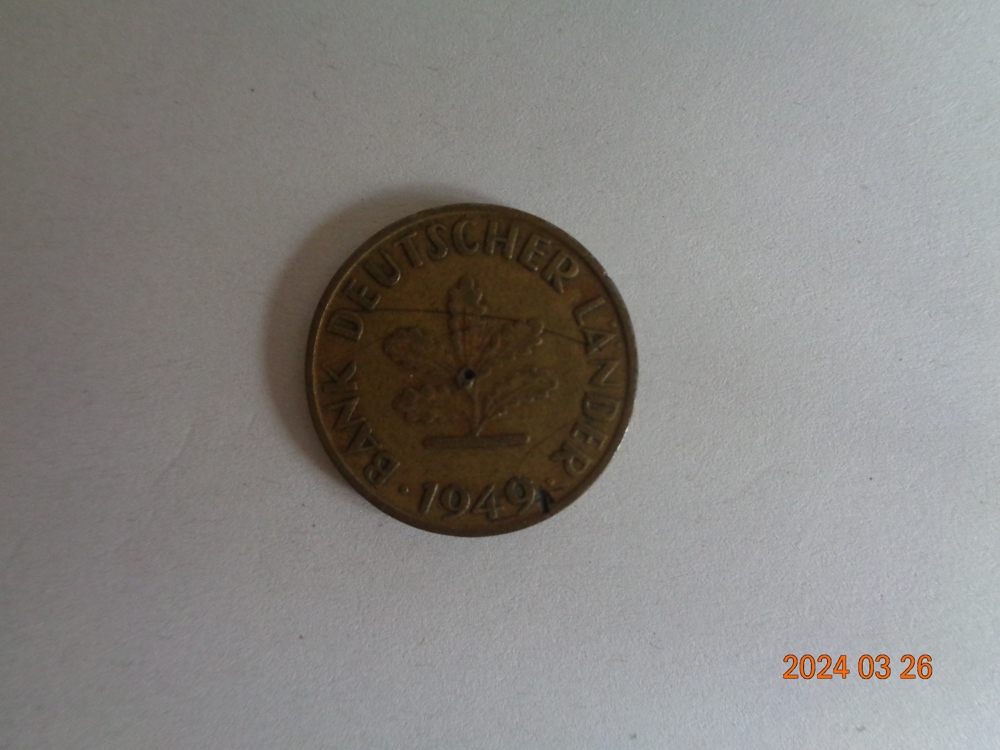 BANK DEUTSCHER LÄNDER
· 1949
2024 03 26